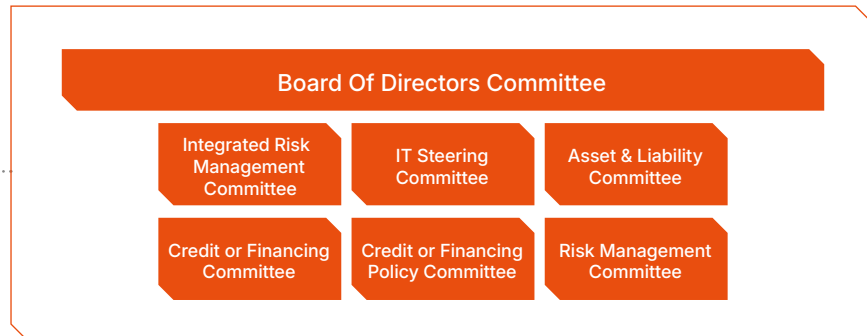 Board Of Directors Committee
Integrated Risk
Management
Committee
IT Steering
Committee
Asset & Liability
Committee
Credit or Financing
Committee
Credit or Financing
Policy Committee
Risk Management
Committee